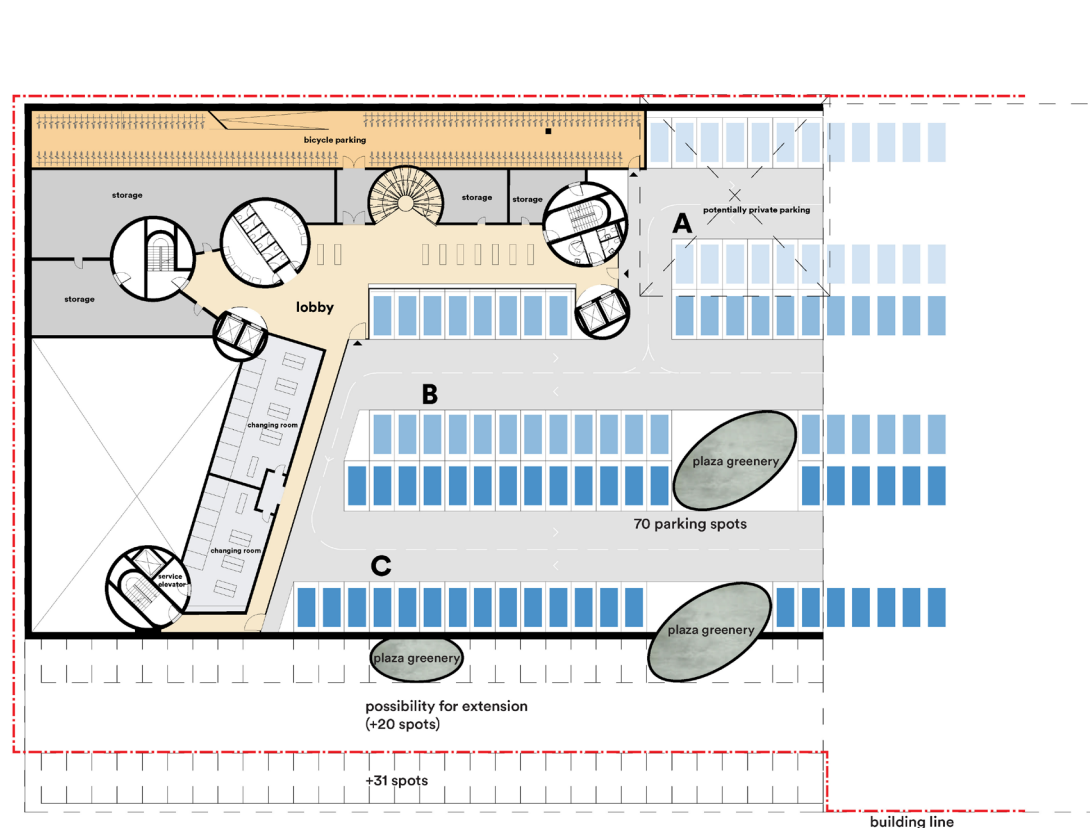 bicycle parking
storage
storage
storage
potentially private parking
A
storage
lobby
B
changing room
plaza greenery
70 parking spots
changing room
C
service
elevator
plaza greenery
plaza greenery
possibility for extension
(+20 spots)
+31 spots
building line